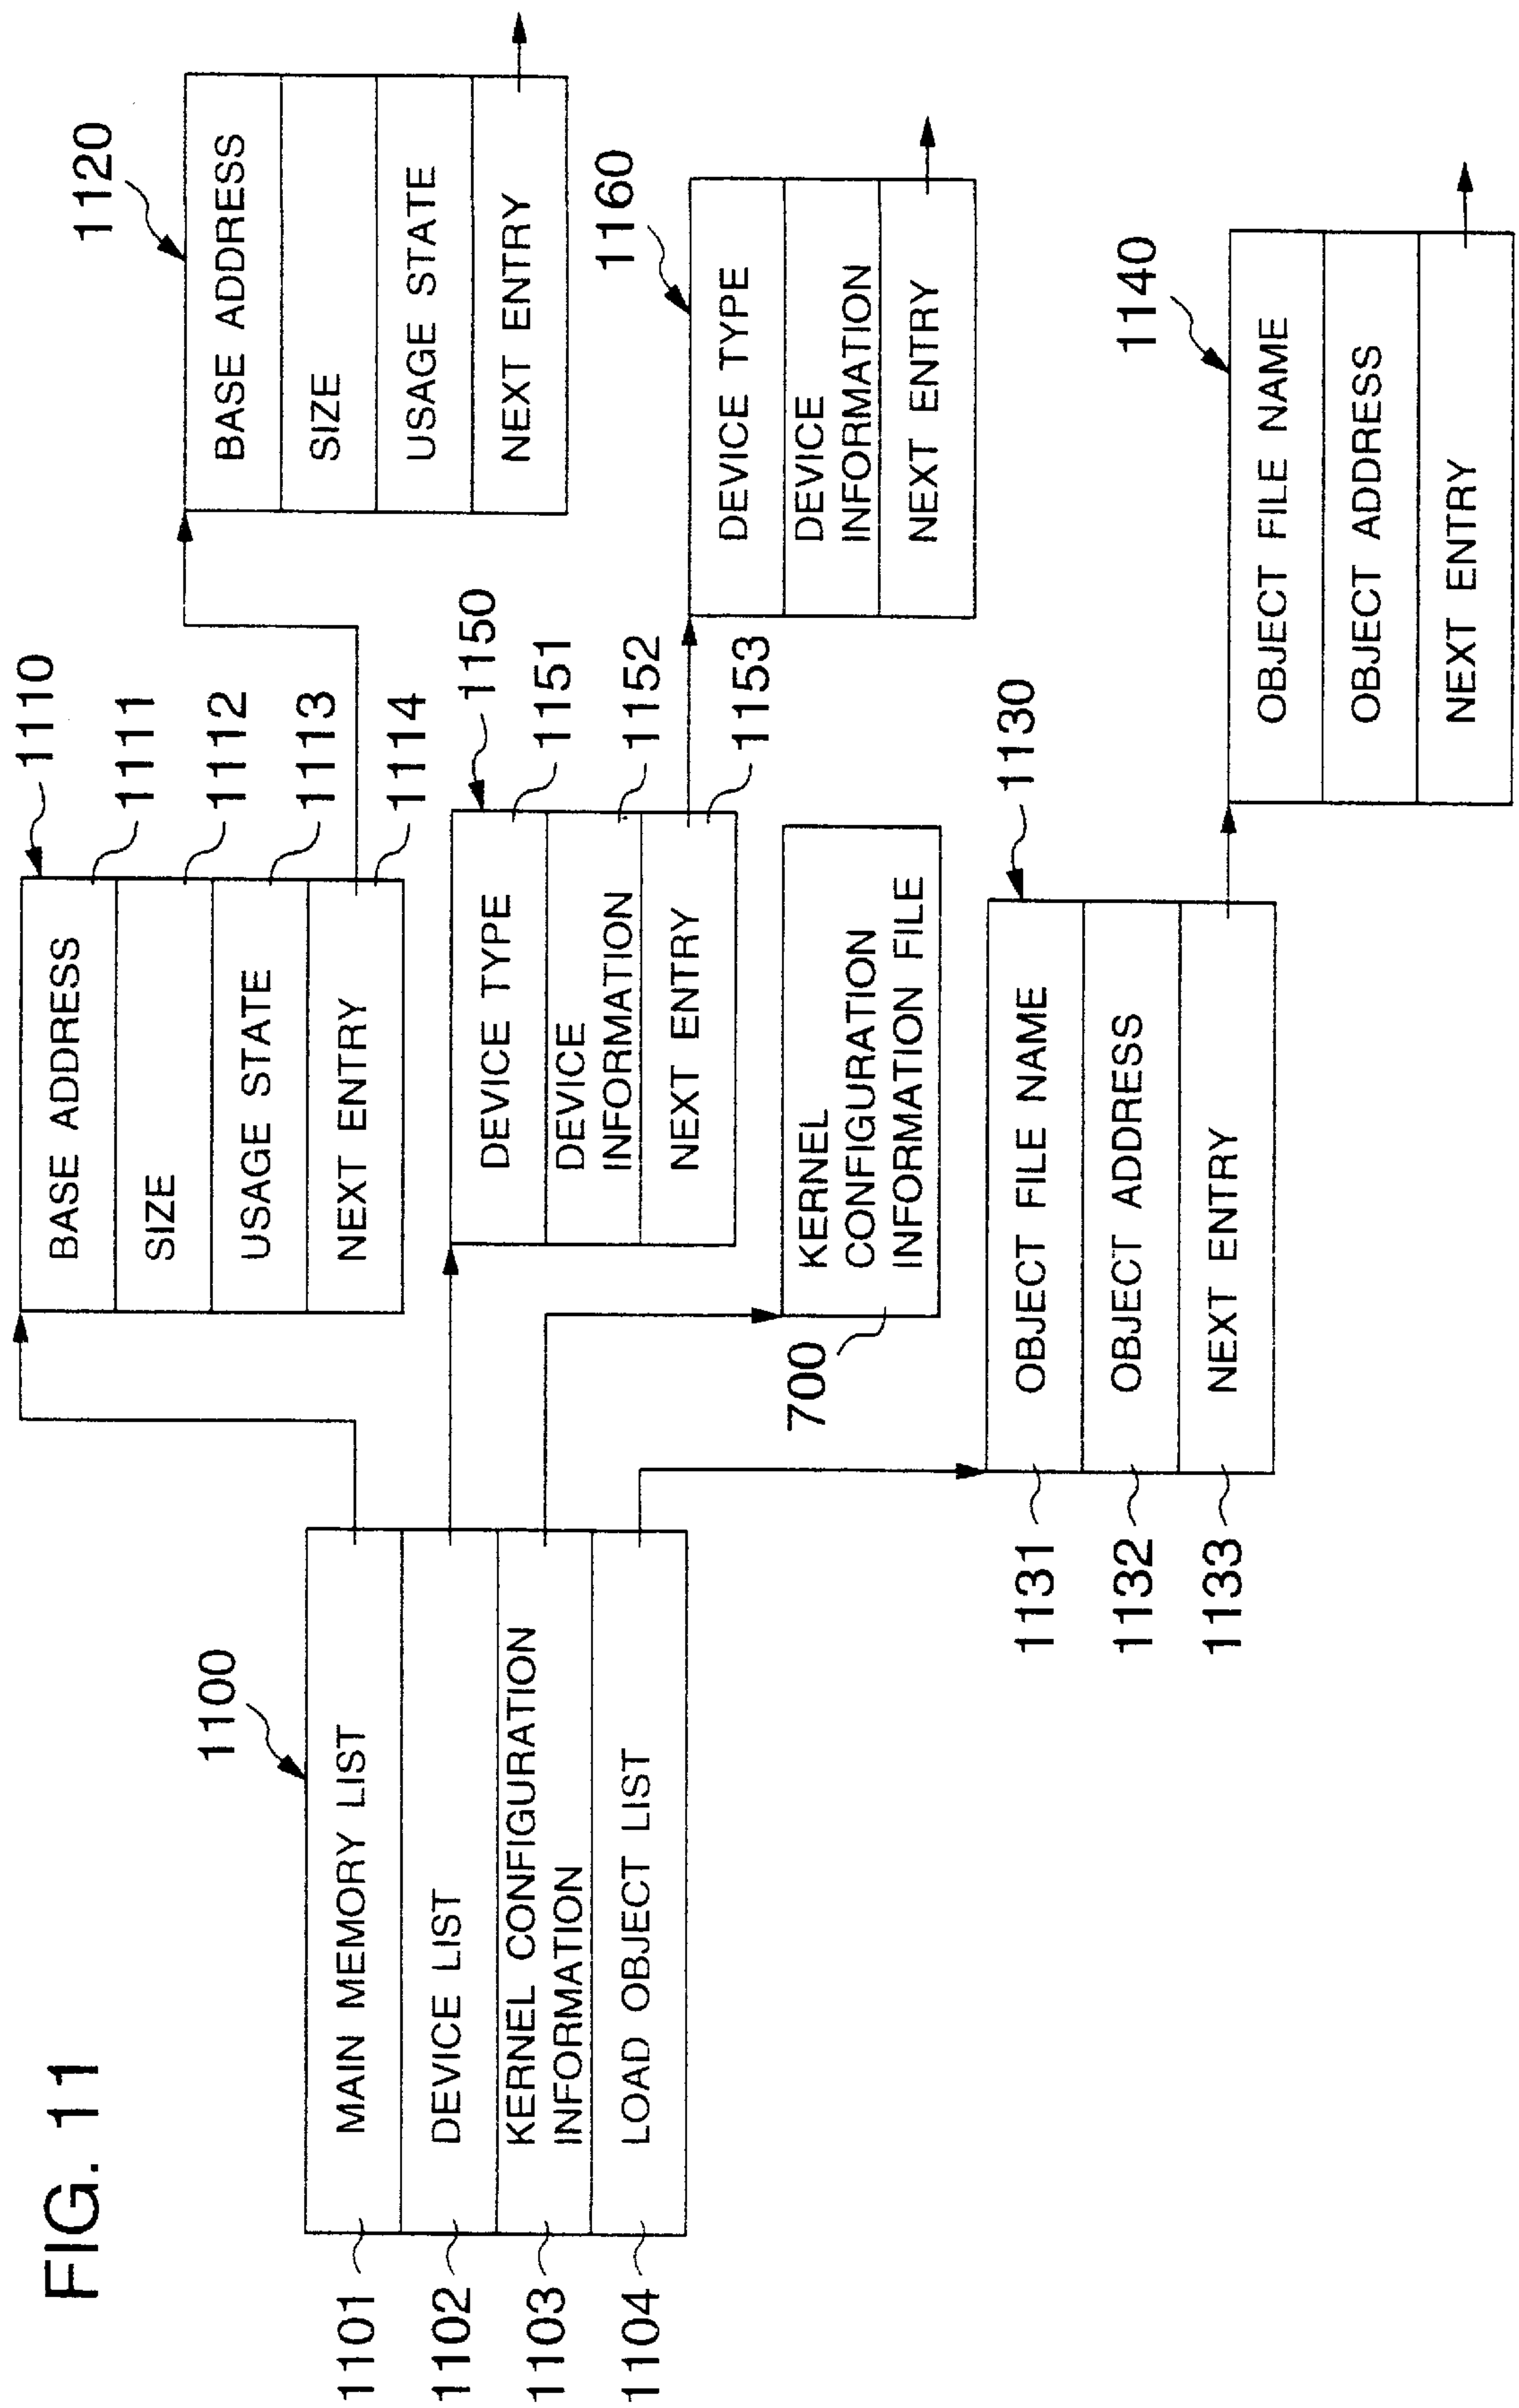 FIG. 11
1100
1101
MAIN MEMORY LIST
1102
DEVICE LIST
1103
KERNEL CONFIGURATION
INFORMATION
1104
LOAD OBJECT LIST
1110
BASE ADDRESS
1111
SIZE
1112
USAGE STATE
1113
NEXT ENTRY
1114
1120
BASE ADDRESS
SIZE
USAGE STATE
NEXT ENTRY
1150
DEVICE TYPE
1151
DEVICE
INFORMATION
1152
NEXT ENTRY
1153
1160
DEVICE TYPE
DEVICE
INFORMATION
NEXT ENTRY
700
KERNEL
CONFIGURATION
INFORMATION FILE
1130
1131
OBJECT FILE NAME
1132
OBJECT ADDRESS
1133
NEXT ENTRY
1140
OBJECT FILE NAME
OBJECT ADDRESS
NEXT ENTRY